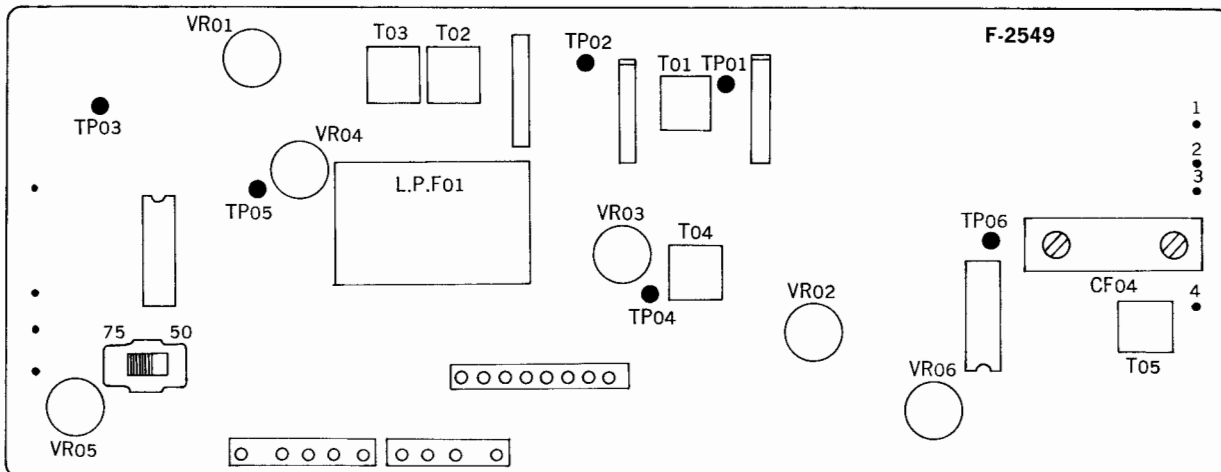 VR01
T03
T02
TP02
T01
TP01
F-2549
TP03
1
VR04
2
3
L.P.F01
TP05
VR03
TP06
T04
CF04
4
VR02
TP04
75
50
T05
VR06
VR05